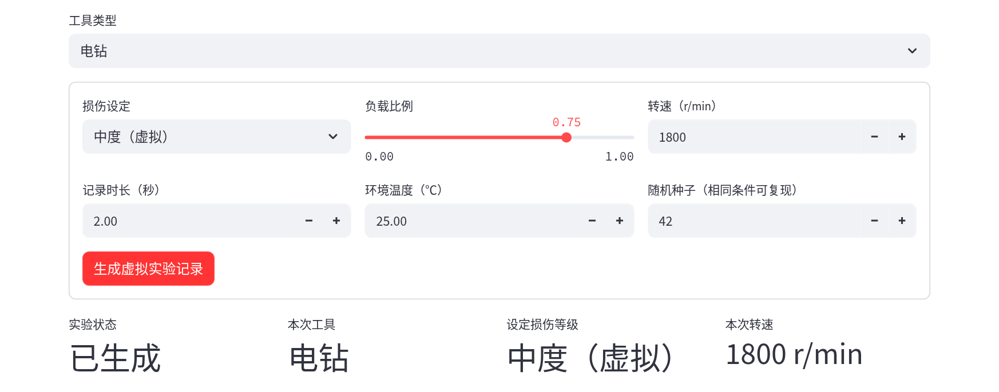 工具类型
电钻
损伤设定
负载比例
转速（r/min）
中度（虚拟）
0.75
0.00
1.00
1800
记录时长（秒）
环境温度（℃）
随机种子（相同条件可复现）
2.00
25.00
42
生成虚拟实验记录
实验状态
本次工具
设定损伤等级
本次转速
已生成
电钻
中度（虚拟）
1800 r/min